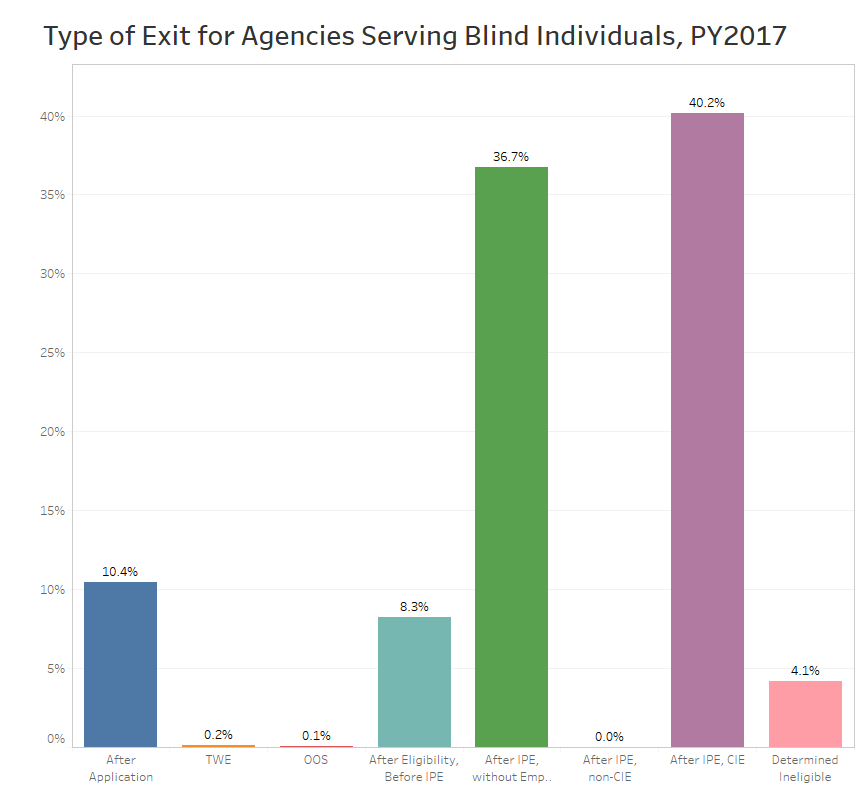 Type of Exit for Agencies Serving Blind Individuals, PY2017
40%
35%
30%
25%
20%
15%
10%
5%
0%
10.4%
0.2%
0.1%
8.3%
36.7%
0.0%
40.2%
4.1%
After
Application
TWE
OOS
After Eligibility,
Before IPE
After IPE,
without Emp..
After IPE,
non-CIE
After IPE, CIE
Determined
Ineligible